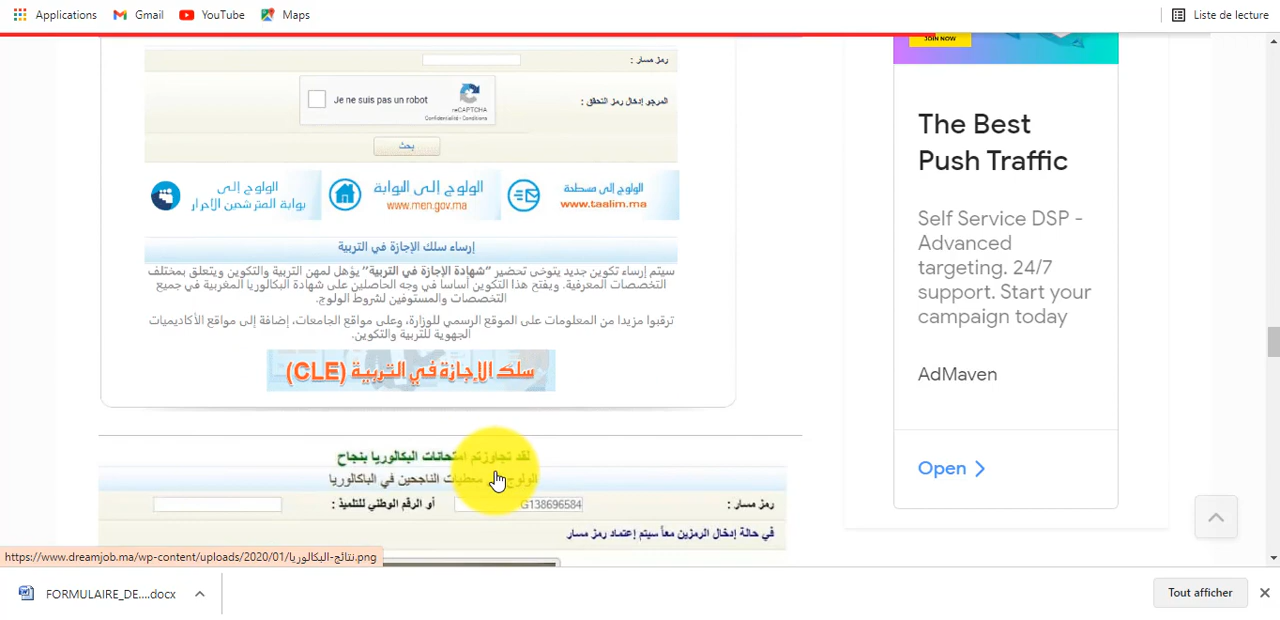 Applications Gmail YouTube Maps Liste de lecture
رمز مسار :
Je ne suis pas un robot
reCAPTCHA
Confidentialité - Conditions
المرجو إدخال رمز التحقق :
بحث
الولوج إلى مسطحة
www.taalim.ma
الولوج إلى البوابة
www.men.gov.ma
الولوج إلى
بوابة المترشحين الأحرار
إرساء سلك الإجازة في التربية
سيتم إرساء تكوين جديد يتوخى تحضير “شهادة الإجازة في التربية” يؤهل لمهن التربية والتكوين ويتعلق بمختلف
التخصصات المعرفية. ويفتح هذا التكوين أساسا في وجه الحاصلين على شهادة البكالوريا المغربية في جميع
التخصصات والمستوفين لشروط الولوج.
ترقبوا مزيدا من المعلومات على الموقع الرسمي للوزارة، وعلى مواقع الجامعات، إضافة إلى مواقع الأكاديميات
الجهوية للتربية والتكوين.
سلك الإجازة في التربية (CLE)
لقد تجاوزتم امتحانات البكالوريا بنجاح
الولوج معطيات الناجحين في الباكالوريا
رمز مسار : G138696584 أو الرقم الوطني للتلميذ :
في حالة إدخال الرمزين معاً سيتم إعتماد رمز مسار
JOIN NOW
The Best
Push Traffic
Self Service DSP -
Advanced
targeting. 24/7
support. Start your
campaign today
AdMaven
Open
https://www.dreamjob.ma/wp-content/uploads/2020/01/نتائج-البكالوريا.png
FORMULAIRE_DE....docx
Tout afficher